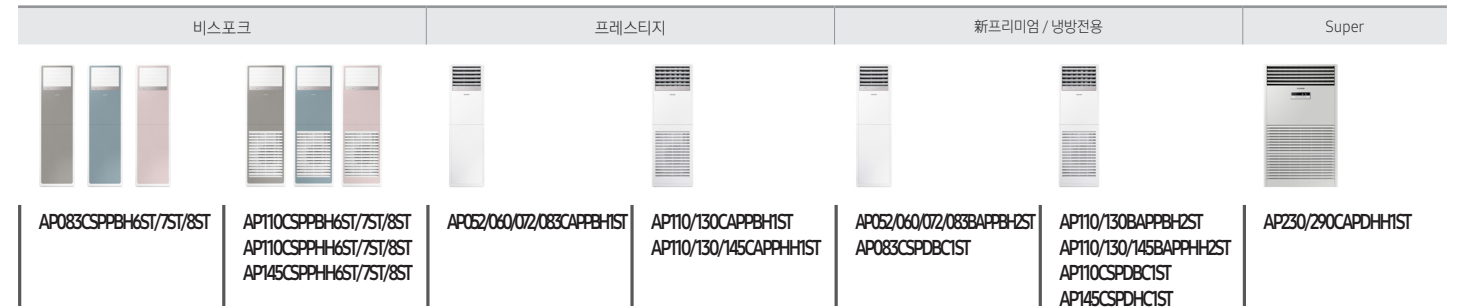 비스포크
프레스티지
新프리미엄 / 냉방전용
Super
AP083CSPPBH6ST/7ST/8ST
AP110CSPPBH6ST/7ST/8ST
AP110CSPPHH6ST/7ST/8ST
AP145CSPPHH6ST/7ST/8ST
AP052/060/072/083CAPPBH1ST
AP110/130CAPPBH1ST
AP110/130/145CAPPHH1ST
AP052/060/072/083BAPPBH2ST
AP083CSPDBC1ST
AP110/130BAPPBH2ST
AP110/130/145BAPPHH2ST
AP110CSPDBC1ST
AP145CSPDHC1ST
AP230/290CAPDHH1ST